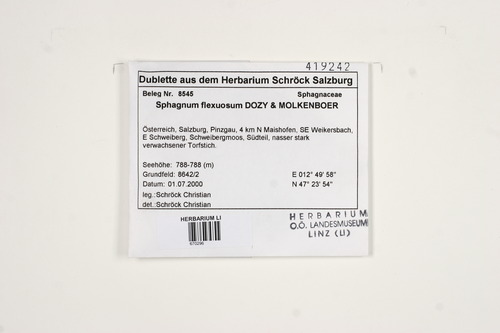 419242
Dublette aus dem Herbarium Schröck Salzburg
Beleg Nr. 8545 Sphagnaceae
Sphagnum flexuosum DOZY & MOLKENBOER
Österreich, Salzburg, Pinzgau, 4 km N Maishofen, SE Weikersbach,
E Schweiberg, Schweibergmoos, Südteil, nasser stark
verwachsener Torfstich.
Seehöhe: 788-788 (m)
Grundfeld: 8642/2 E 012° 49' 58"
Datum: 01.07.2000 N 47° 23' 54"
leg.:Schröck Christian
det.:Schröck Christian
HERBARIUM LI
870296
HERBARIUM
O.Ö. LANDESMUSEUM
LINZ (LI)